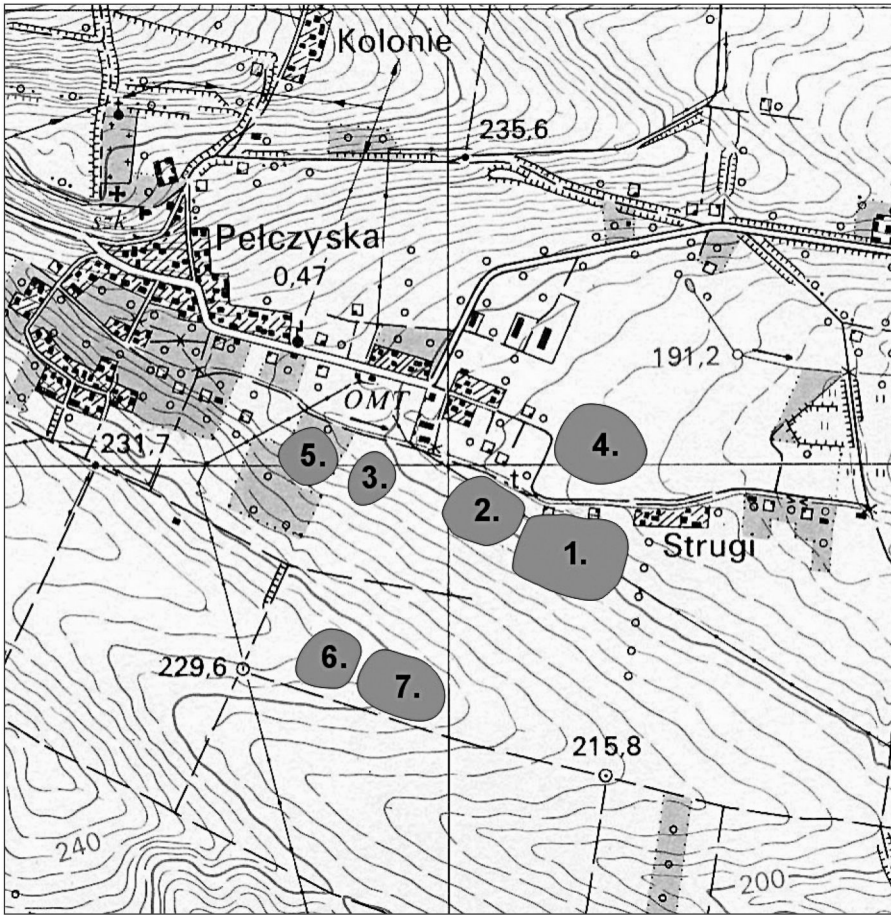 Kolonie
235,6
szk.
Pełczyska
0,47
191,2
OMT
231,7
5.
4.
3.
t
2.
1.
Strugi
6.
229,6
7.
215,8
240
200